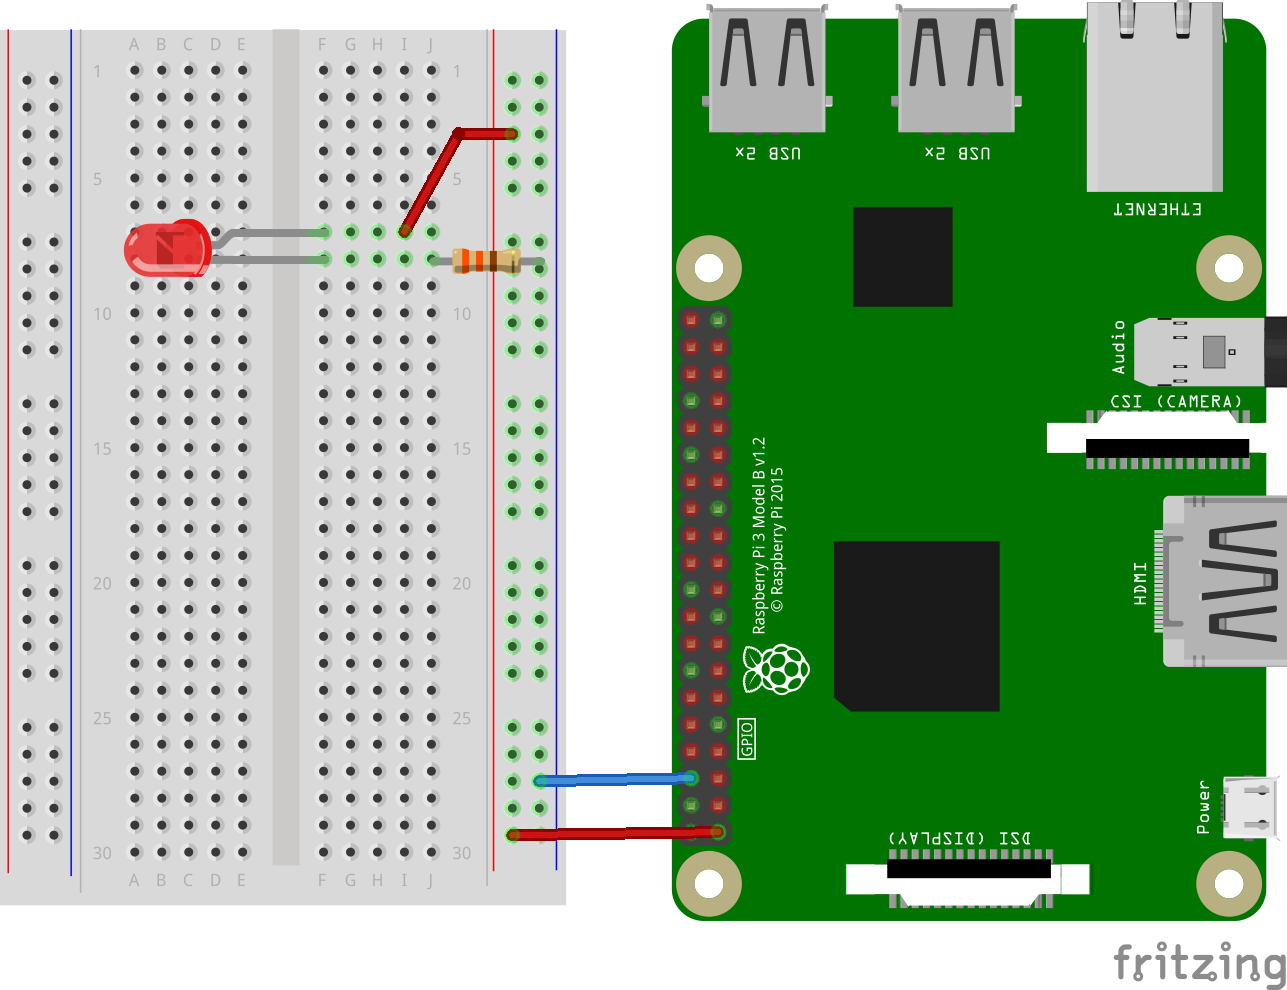 A B C D E F G H I J
1 1
5 5
10 10
15 15
20 20
25 25
30 30
A B C D E F G H I J
USB 2x
USB 2x
ETHERNET
Audio
CSI (CAMERA)
Raspberry Pi 3 Model B v1.2
© Raspberry Pi 2015
HDMI
GPIO
Power
DSI (DISPLAY)
fritzing